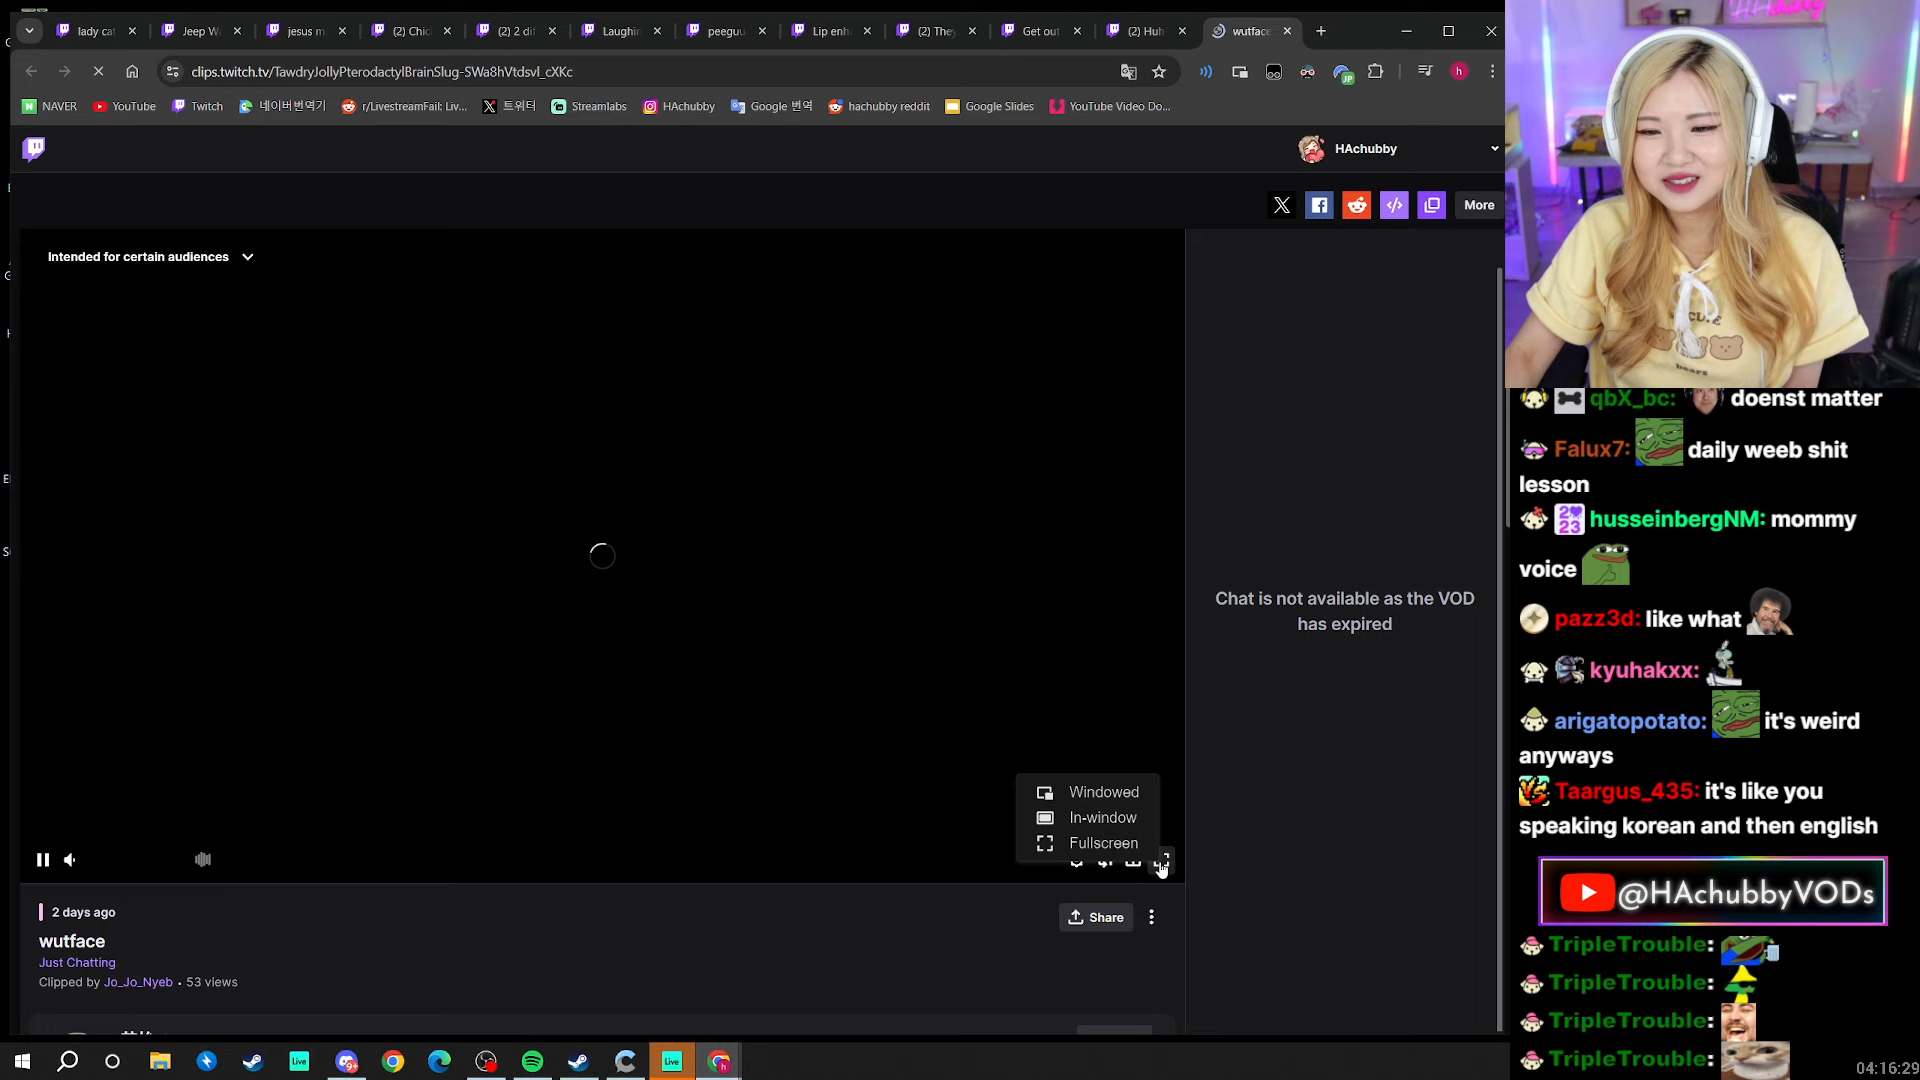 lady cat
Jeep W
jesus m
(2) Chic
(2) 2 dif
Laughin
peeguu
Lip enh
(2) They
Get out
(2) Huh
wutface
clips.twitch.tv/TawdryJollyPterodactylBrainSlug-SWa8hVtdsvl_cXKc
NAVER
YouTube
Twitch
네이버번역기
r/LivestreamFail: Liv...
트위터
Streamlabs
HAchubby
Google 번역
hachubby reddit
Google Slides
YouTube Video Do...
HAchubby
More
Intended for certain audiences
Chat is not available as the VOD
has expired
Windowed
In-window
Fullscreen
2 days ago
Share
wutface
Just Chatting
Clipped by Jo_Jo_Nyeb • 53 views
qbX_bc: doenst matter
Falux7: daily weeb shit
lesson
husseinbergNM: mommy
voice
pazz3d: like what
kyuhakxx:
arigatopotato: it's weird
anyways
Taargus_435: it's like you
speaking korean and then english
@HAchubbyVODs
TripleTrouble:
TripleTrouble:
TripleTrouble:
TripleTrouble:
04:16:29